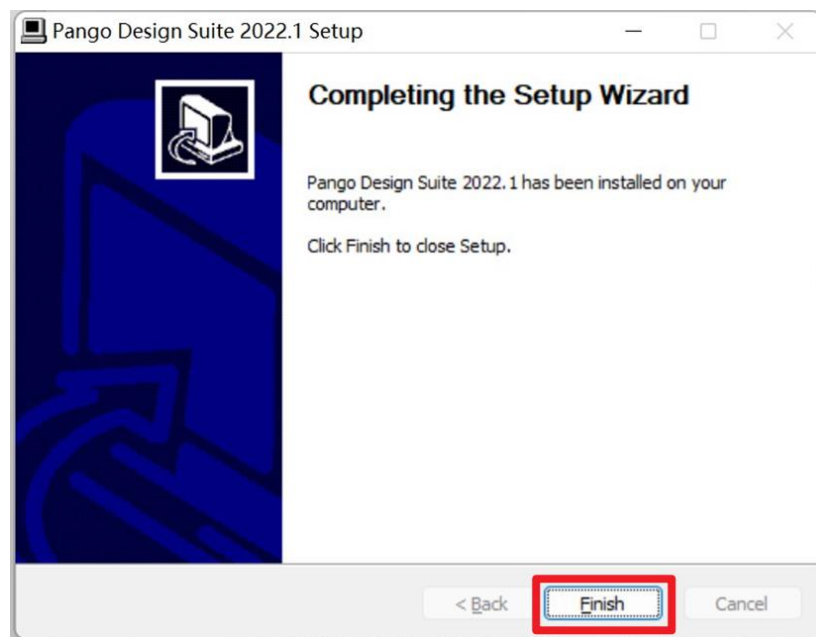 Pango Design Suite 2022.1 Setup
Completing the Setup Wizard
Pango Design Suite 2022.1 has been installed on your
computer.
Click Finish to close Setup.
< Back Finish Cancel